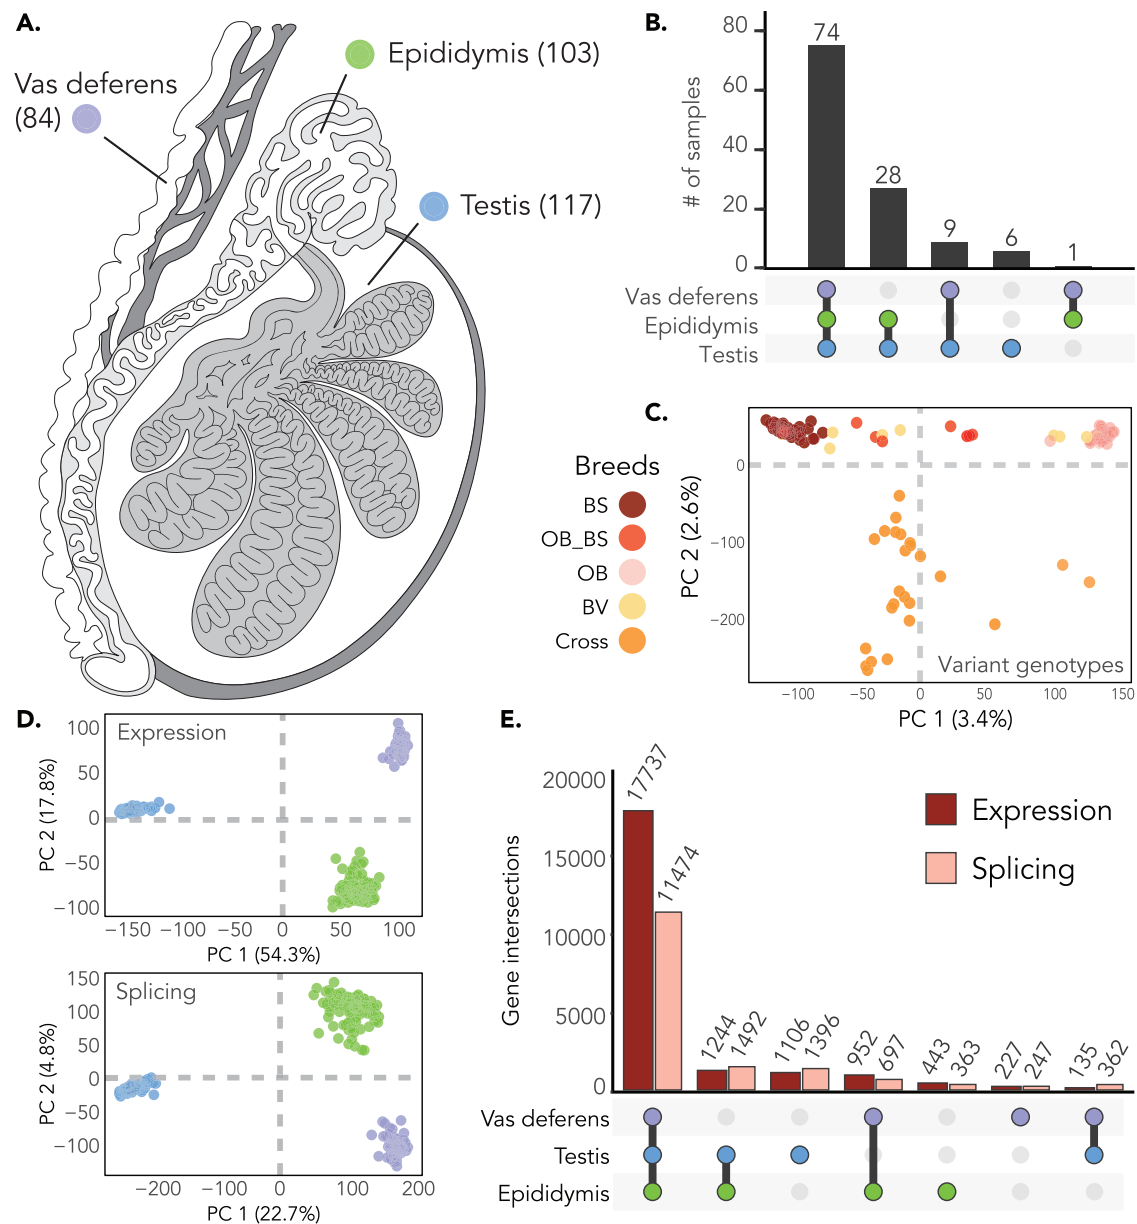 A.
Vas deferens
(84)
Epididymis (103)
Testis (117)
B.
# of samples
80
60
40
20
0
74
28
9
6
1
Vas deferens
Epididymis
Testis
C.
Breeds
BS
OB_BS
OB
BV
Cross
PC 2 (2.6%)
0
−100
−200
Variant genotypes
−100
−50
0
50
100
150
PC 1 (3.4%)
D.
Expression
PC 2 (17.8%)
100
50
0
−50
−100
−150
−100
−50
0
50
100
PC 1 (54.3%)
Splicing
PC 2 (4.8%)
150
100
50
0
−50
−100
−200
−100
0
100
200
PC 1 (22.7%)
E.
Gene intersections
20000
15000
10000
5000
0
17737
11474
1244
1492
1106
1396
952
697
443
363
227
247
135
362
Expression
Splicing
Vas deferens
Testis
Epididymis